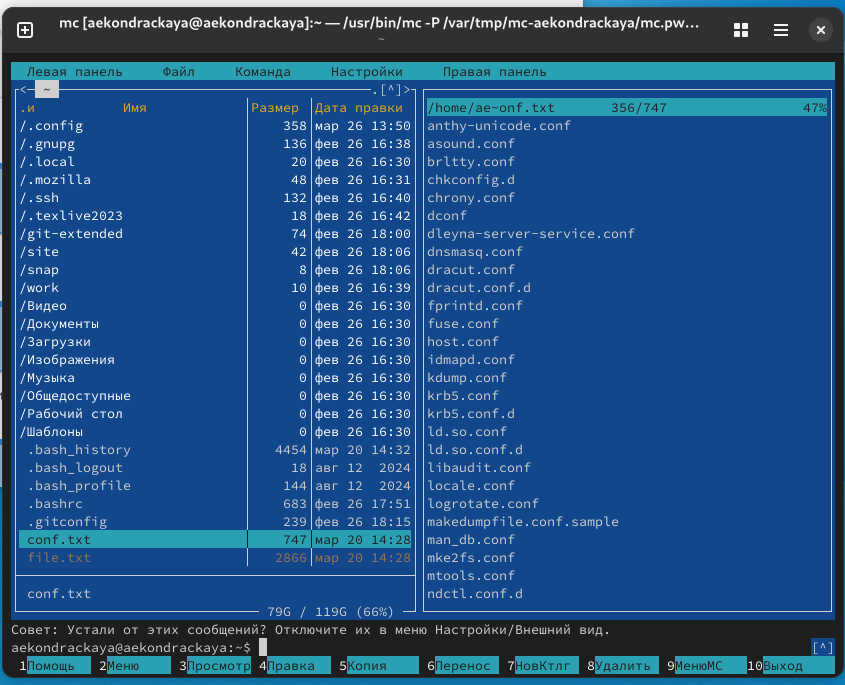 mc [aekondrackaya@aekondrackaya]:~ — /usr/bin/mc -P /var/tmp/mc-aekondrackaya/mc.pw…
~
Левая панель Файл Команда Настройки Правая панель
<─ ~ ─.[^]>
.и Имя Размер Дата правки
/.config 358 мар 26 13:50
/.gnupg 136 фев 26 16:38
/.local 20 фев 26 16:30
/.mozilla 48 фев 26 16:31
/.ssh 132 фев 26 16:40
/.texlive2023 18 фев 26 16:42
/git-extended 74 фев 26 18:00
/site 42 фев 26 18:06
/snap 8 фев 26 18:06
/work 10 фев 26 16:39
/Видео 0 фев 26 16:30
/Документы 0 фев 26 16:30
/Загрузки 0 фев 26 16:30
/Изображения 0 фев 26 16:30
/Музыка 0 фев 26 16:30
/Общедоступные 0 фев 26 16:30
/Рабочий стол 0 фев 26 16:30
/Шаблоны 0 фев 26 16:30
.bash_history 4454 мар 20 14:32
.bash_logout 18 авг 12 2024
.bash_profile 144 авг 12 2024
.bashrc 683 фев 26 17:51
.gitconfig 239 фев 26 18:15
conf.txt 747 мар 20 14:28
file.txt 2866 мар 20 14:28
conf.txt
79G / 119G (66%)
/home/ae~onf.txt 356/747 47%
anthy-unicode.conf
asound.conf
brltty.conf
chkconfig.d
chrony.conf
dconf
dleyna-server-service.conf
dnsmasq.conf
dracut.conf
dracut.conf.d
fprintd.conf
fuse.conf
host.conf
idmapd.conf
kdump.conf
krb5.conf
krb5.conf.d
ld.so.conf
ld.so.conf.d
libaudit.conf
locale.conf
logrotate.conf
makedumpfile.conf.sample
man_db.conf
mke2fs.conf
mtools.conf
ndctl.conf.d
Совет: Устали от этих сообщений? Отключите их в меню Настройки/Внешний вид.
aekondrackaya@aekondrackaya:~$ [^]
1Помощь 2Меню 3Просмотр 4Правка 5Копия 6Перенос 7НовКтлг 8Удалить 9МенюМС 10Выход